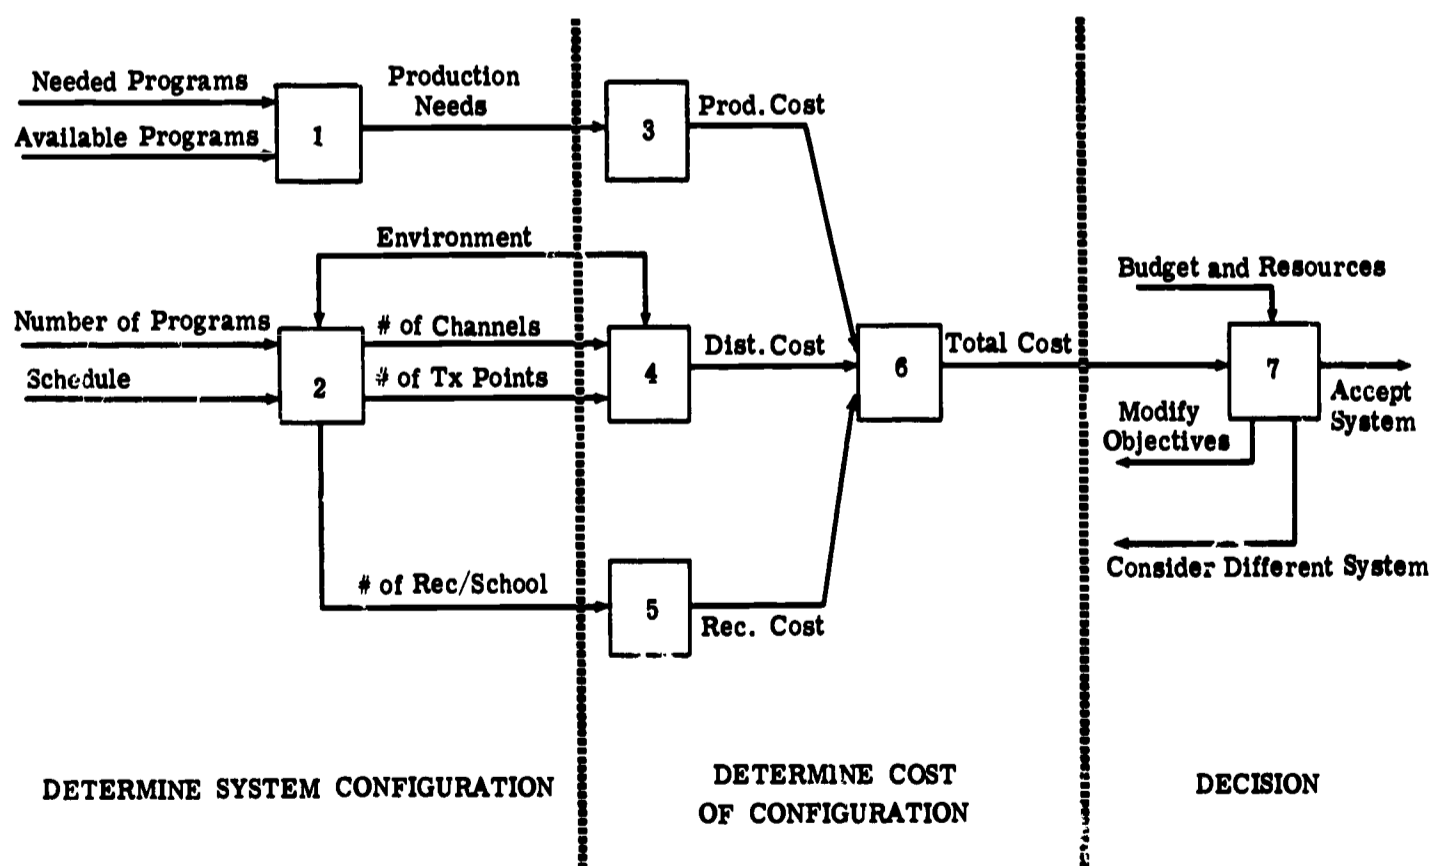 Needed Programs
Available Programs
1
Production
Needs
3
Prod. Cost
Environment
Number of Programs
Schedule
2
# of Channels
# of Tx Points
4
Dist. Cost
6
Total Cost
Budget and Resources
7
Accept
System
Modify
Objectives
Consider Different System
# of Rec/School
5
Rec. Cost
DETERMINE SYSTEM CONFIGURATION
DETERMINE COST
OF CONFIGURATION
DECISION